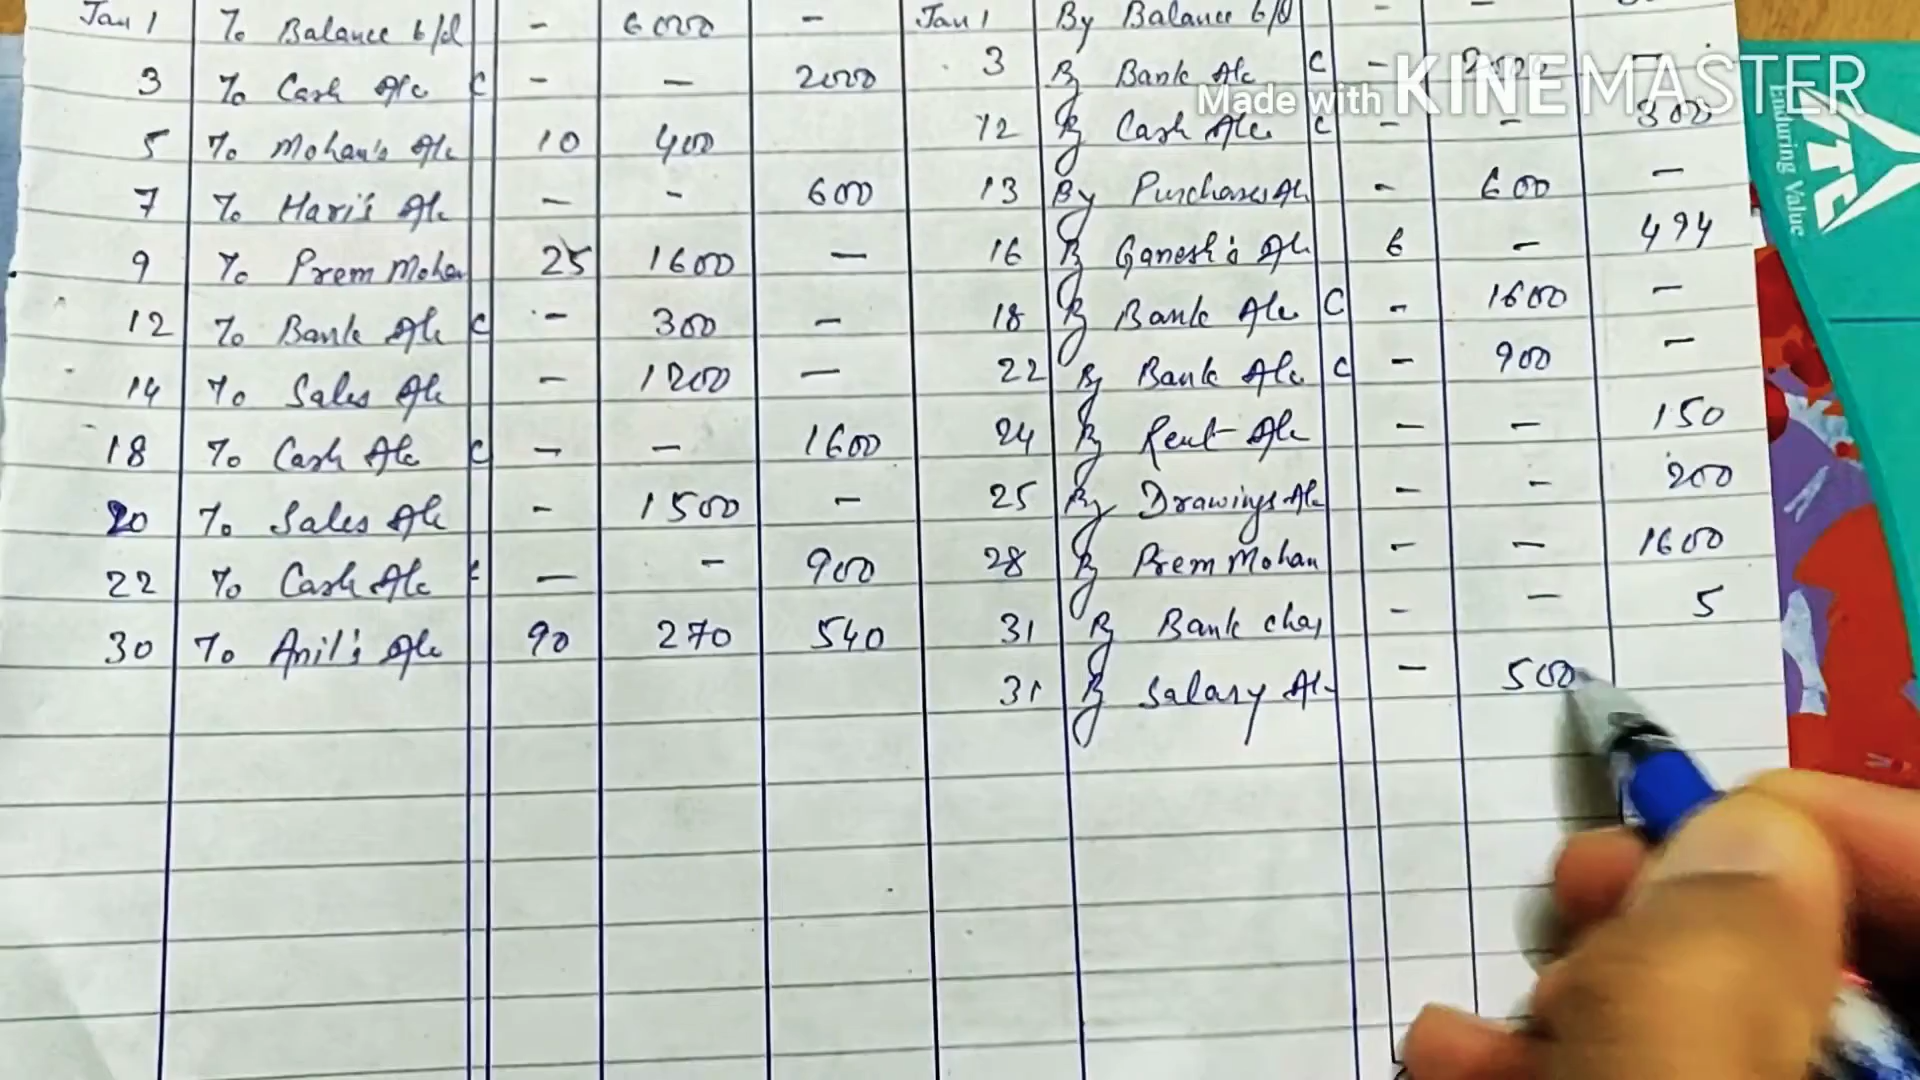 Jan 1 To Balance b/d - 6000 - Jan 1 By Balance b/d - -
3 To Cash A/c C - - 2000 3 By Bank A/c C - 2000 -
Made with KINEMASTER
5 To Mohan's A/c 10 400 12 By Cash A/c C - - 300
7 To Hari's A/c - - 600 13 By Purchases A/c - 600 -
9 To Prem Mohan 25 1600 - 16 By Ganesh's A/c 6 - 494
12 To Bank A/c C - 300 - 18 By Bank A/c C - 1600 -
14 To Sales A/c - 1200 - 22 By Bank A/c C - 900 -
18 To Cash A/c C - - 1600 24 By Rent A/c - - 150
20 To Sales A/c - 1500 - 25 By Drawings A/c - - 200
22 To Cash A/c C - - 900 28 By Prem Mohan - - 1600
30 To Anil's A/c 90 270 540 31 By Bank char - - 5
31 By Salary A/c - 500
Enduring Value